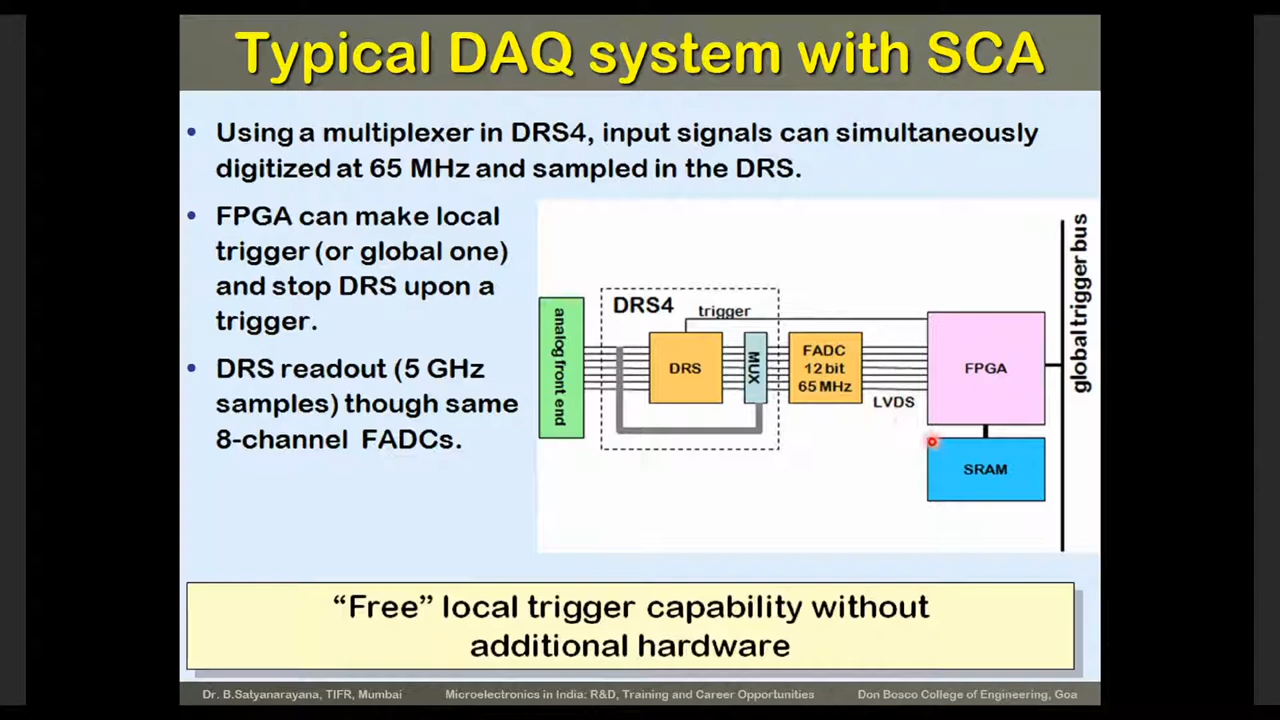 Typical DAQ system with SCA
• Using a multiplexer in DRS4, input signals can simultaneously
digitized at 65 MHz and sampled in the DRS.
• FPGA can make local
trigger (or global one)
and stop DRS upon a
trigger.
• DRS readout (5 GHz
samples) though same
8-channel FADCs.
analog front end
DRS4
trigger
DRS
MUX
FADC
12 bit
65 MHz
LVDS
FPGA
SRAM
global trigger bus
“Free” local trigger capability without
additional hardware
Dr. B.Satyanarayana, TIFR, Mumbai
Microelectronics in India: R&D, Training and Career Opportunities
Don Bosco College of Engineering, Goa